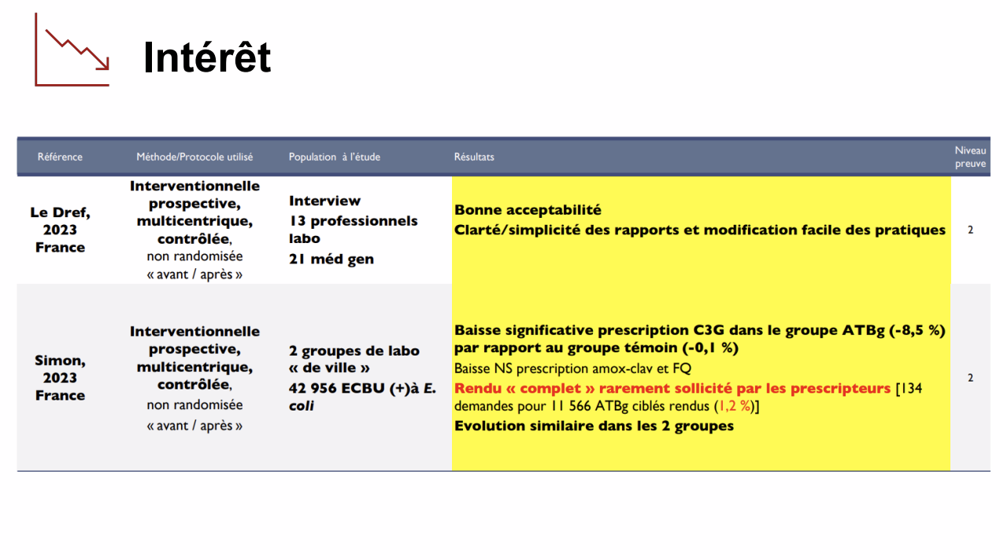 Intérêt
Référence
Méthode/Protocole utilisé
Population à l'étude
Résultats
Niveau
preuve
Le Dref,
2023
France
Interventionnelle
prospective,
multicentrique,
contrôlée,
non randomisée
« avant / après »
Interview
13 professionnels
labo
21 méd gen
Bonne acceptabilité
Clarté/simplicité des rapports et modification facile des pratiques
2
Simon,
2023
France
Interventionnelle
prospective,
multicentrique,
contrôlée,
non randomisée
« avant / après »
2 groupes de labo
« de ville »
42 956 ECBU (+)à E.
coli
Baisse significative prescription C3G dans le groupe ATBg (-8,5 %)
par rapport au groupe témoin (-0,1 %)
Baisse NS prescription amox-clav et FQ
Rendu « complet » rarement sollicité par les prescripteurs [134
demandes pour 11 566 ATBg ciblés rendus (1,2 %)]
Evolution similaire dans les 2 groupes
2